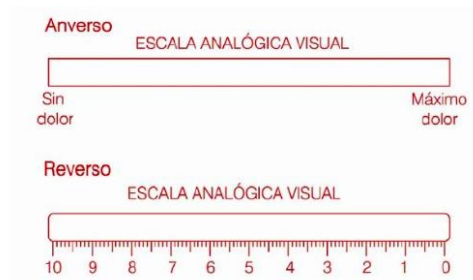 Anverso
ESCALA ANALÓGICA VISUAL
Sin Máximo
dolor dolor
Reverso
ESCALA ANALÓGICA VISUAL
10 9 8 7 6 5 4 3 2 1 0